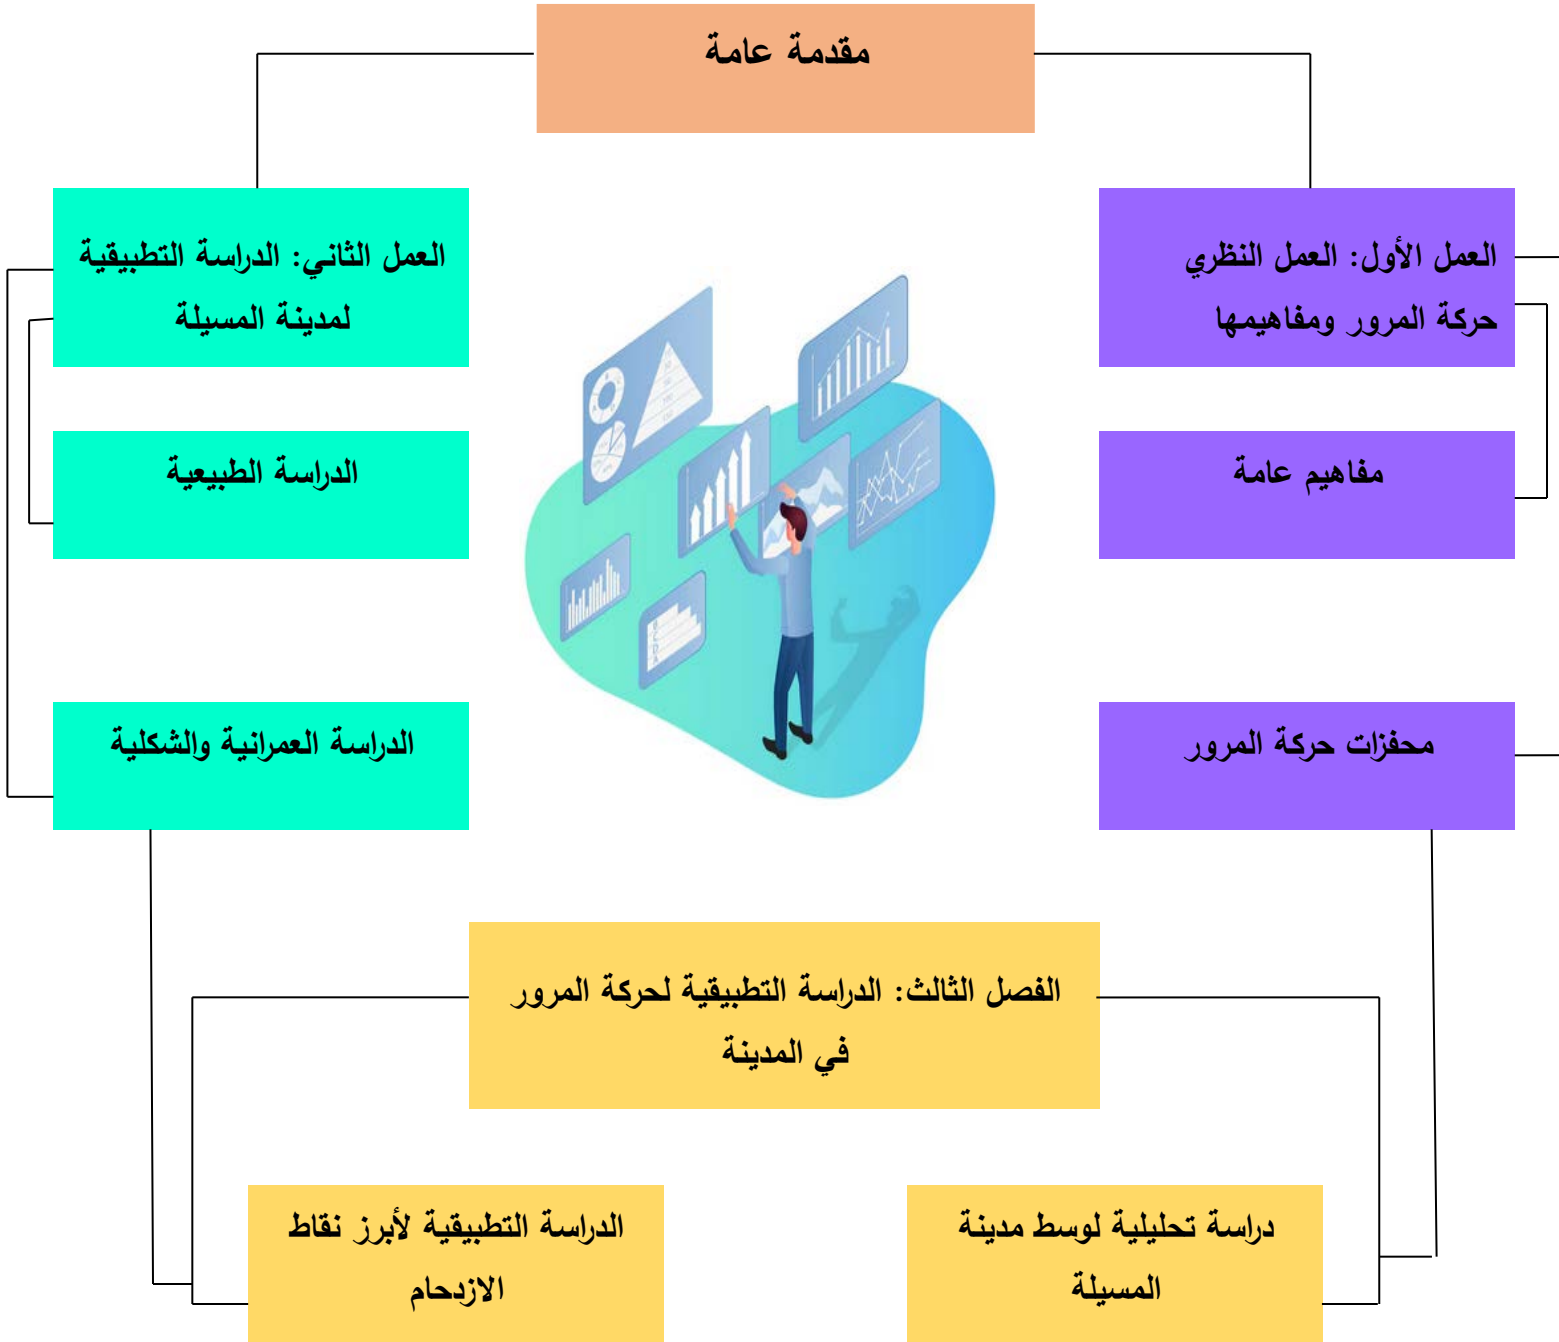 مقدمة عامة
العمل الأول: العمل النظري
حركة المرور ومفاهيمها
العمل الثاني: الدراسة التطبيقية
لمدينة المسيلة
مفاهيم عامة
الدراسة الطبيعية
محفزات حركة المرور
الدراسة العمرانية والشكلية
الفصل الثالث: الدراسة التطبيقية لحركة المرور
في المدينة
دراسة تحليلية لوسط مدينة
المسيلة
الدراسة التطبيقية لأبرز نقاط
الازدحام